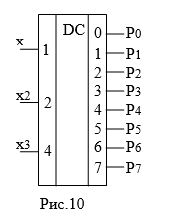 DC
0 P0
x 1
1 P1
2 P2
3 P3
x2 2
4 P4
5 P5
x3 4
6 P6
7 P7
Рис.10